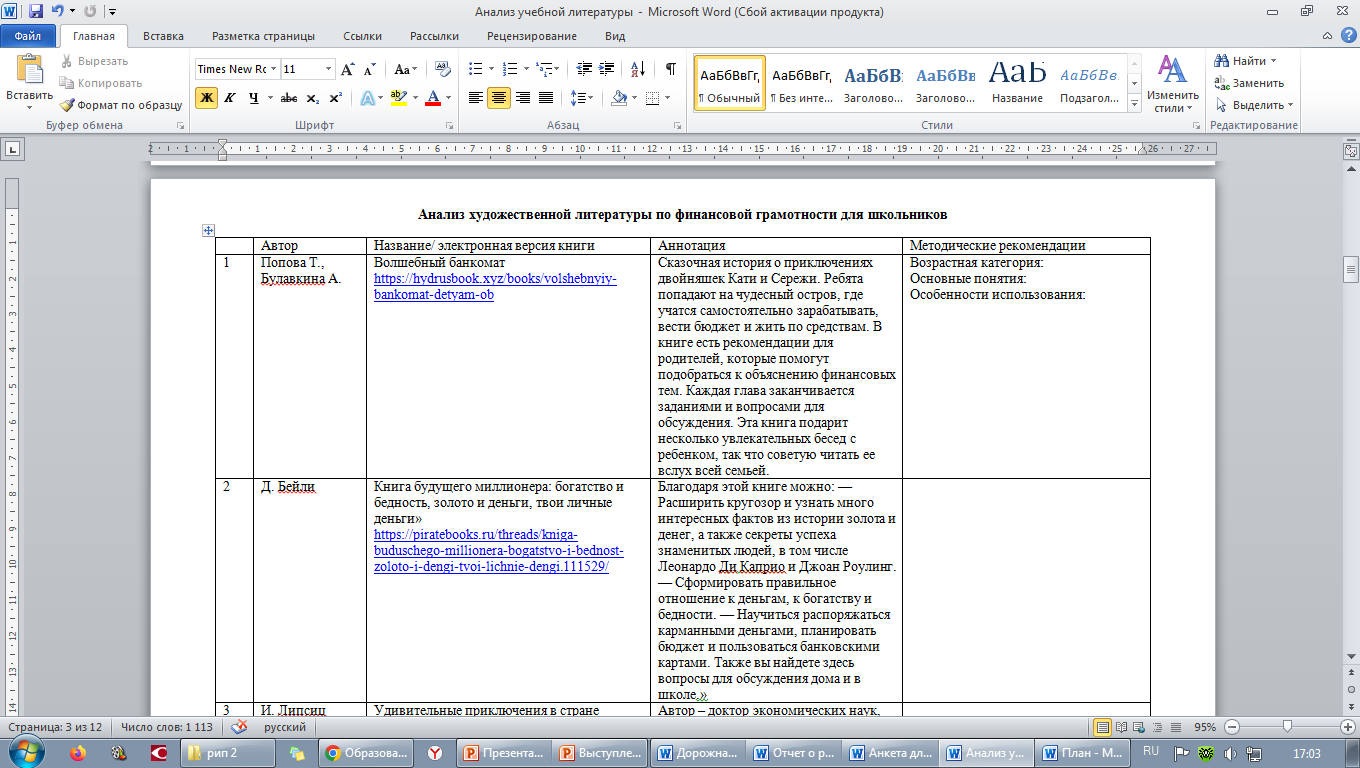 Анализ учебной литературы - Microsoft Word (Сбой активации продукта)
Файл Главная Вставка Разметка страницы Ссылки Рассылки Рецензирование Вид
Вставить
Вырезать
Копировать
Формат по образцу
Буфер обмена
Times New Rc 11
Шрифт
Абзац
АаБбВвГг, АаБбВвГг, АаБбВ АаБбВв АаБ АаБбВв.
¶ Обычный ¶ Без инте... Заголово... Заголово... Название Подзагол...
Стили
Изменить стили
Найти
Заменить
Выделить
Редактирование
Анализ художественной литературы по финансовой грамотности для школьников
Автор Название/ электронная версия книги Аннотация Методические рекомендации
1
Попова Т.,
Булавкина А.
Волшебный банкомат
https://hydrusbook.xyz/books/volshebnyiy-
bankomat-detyam-ob
Сказочная история о приключениях
двойняшек Кати и Сережи. Ребята
попадают на чудесный остров, где
учатся самостоятельно зарабатывать,
вести бюджет и жить по средствам. В
книге есть рекомендации для
родителей, которые помогут
подобраться к объяснению финансовых
тем. Каждая глава заканчивается
заданиями и вопросами для
обсуждения. Эта книга подарит
несколько увлекательных бесед с
ребенком, так что советую читать ее
вслух всей семьей.
Возрастная категория:
Основные понятия:
Особенности использования:
2
Д. Бейли
Книга будущего миллионера: богатство и
бедность, золото и деньги, твои личные
деньги»
https://piratebooks.ru/threads/kniga-
buduschego-millionera-bogatstvo-i-bednost-
zoloto-i-dengi-tvoi-lichnie-dengi.111529/
Благодаря этой книге можно: —
Расширить кругозор и узнать много
интересных фактов из истории золота и
денег, а также секреты успеха
знаменитых людей, в том числе
Леонардо Ди Каприо и Джоан Роулинг.
— Сформировать правильное
отношение к деньгам, к богатству и
бедности. — Научиться распоряжаться
карманными деньгами, планировать
бюджет и пользоваться банковскими
картами. Также вы найдете здесь
вопросы для обсуждения дома и в
школе.»
3 И. Липсиц Удивительные приключения в стране Автор – доктор экономических наук,
Страница: 3 из 12 Число слов: 1 113 русский 95%
рип 2 Образова... Презента... Выступле... Дорожна... Отчет о р... Анкета дл... Анализ у... План - M... RU 17:03